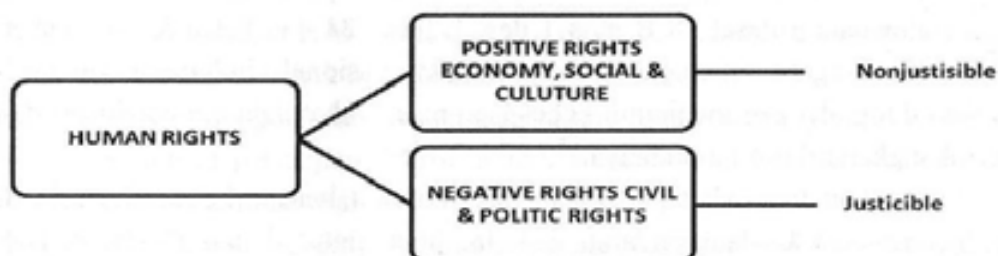 POSITIVE RIGHTS
ECONOMY, SOCIAL &
CULUTURE
Nonjustisible
HUMAN RIGHTS
NEGATIVE RIGHTS CIVIL
& POLITIC RIGHTS
Justicible